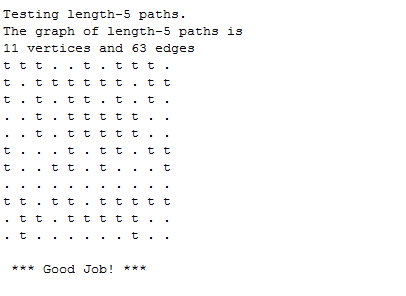 Testing length-5 paths.
The graph of length-5 paths is
11 vertices and 63 edges
t t t . . t . t t t .
t . t t t t t t . t t
t . t . t t . t . t .
. . t . t t t t t . .
. . t . t t t t t . .
t . . . t . t t . t t
t . . t t . t . . . t
. . . . . . . . . . .
t t . t t . t t t t t
. t t . t t t t t . .
. t . . . . . . t . .
*** Good Job! ***